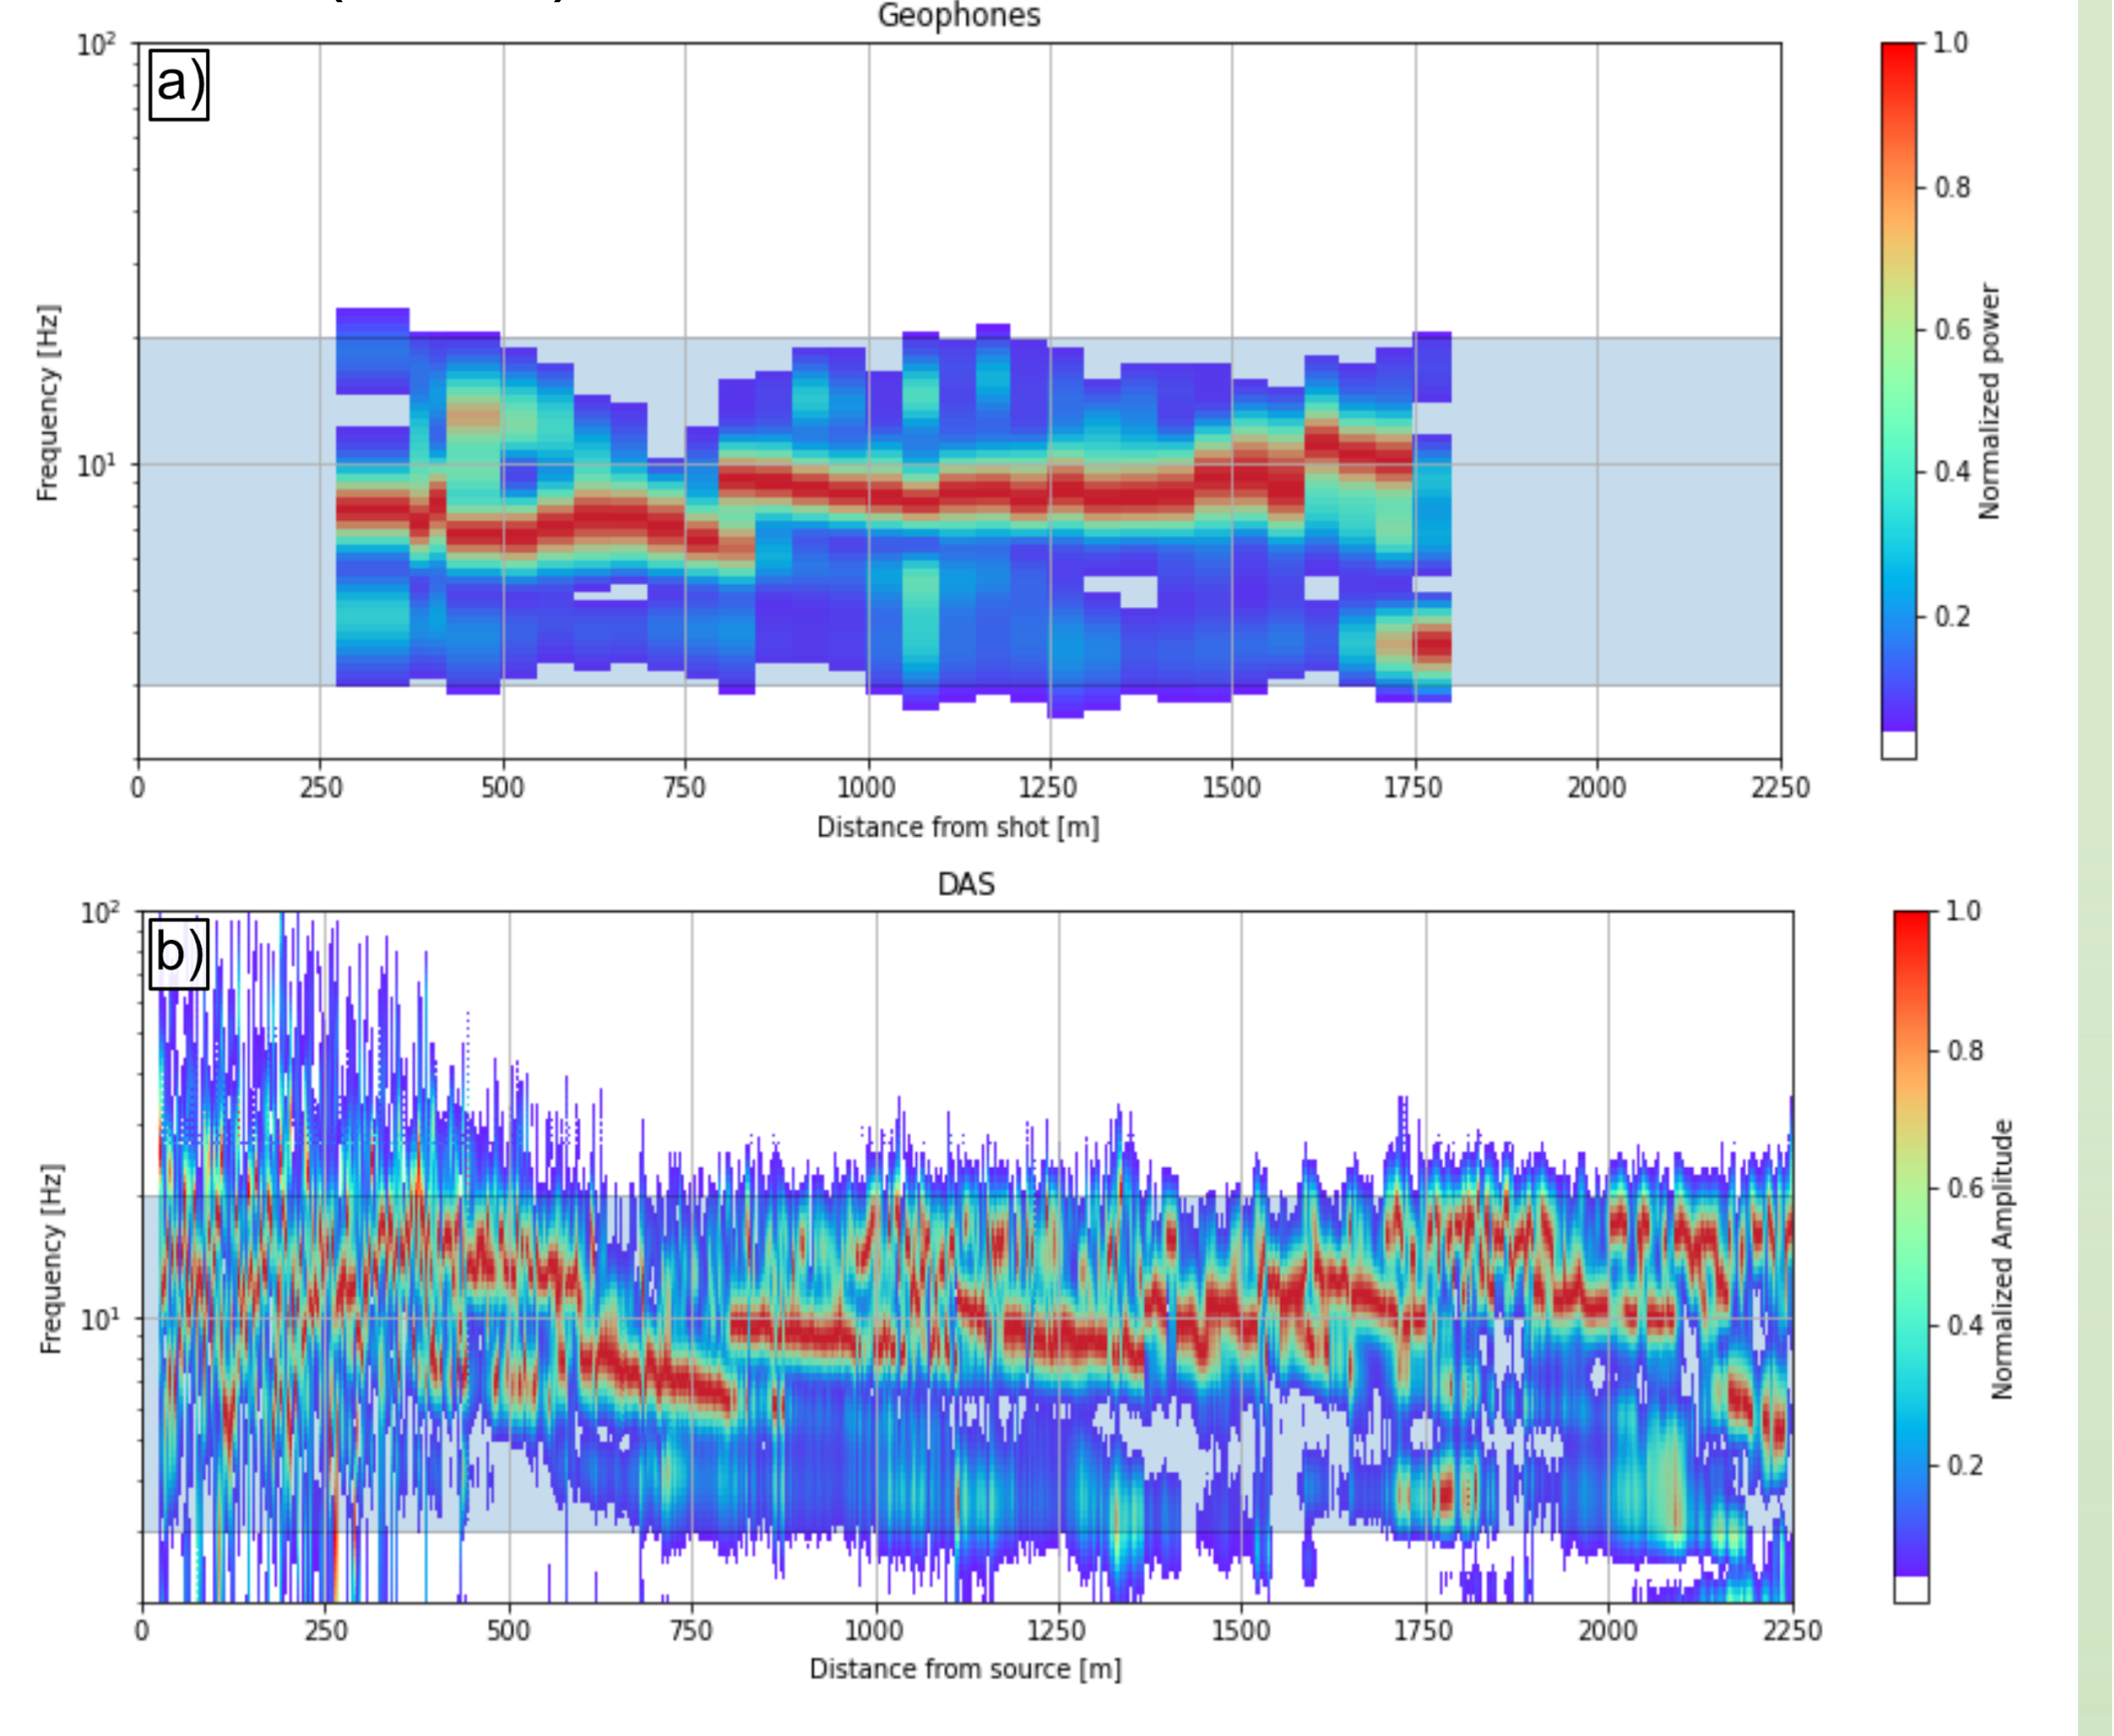 Geophones
a)
10²
10¹
Frequency [Hz]
0 250 500 750 1000 1250 1500 1750 2000 2250
Distance from shot [m]
1.0
0.8
0.6
0.4
0.2
Normalized power
DAS
b)
10²
10¹
Frequency [Hz]
0 250 500 750 1000 1250 1500 1750 2000 2250
Distance from source [m]
1.0
0.8
0.6
0.4
0.2
Normalized Amplitude